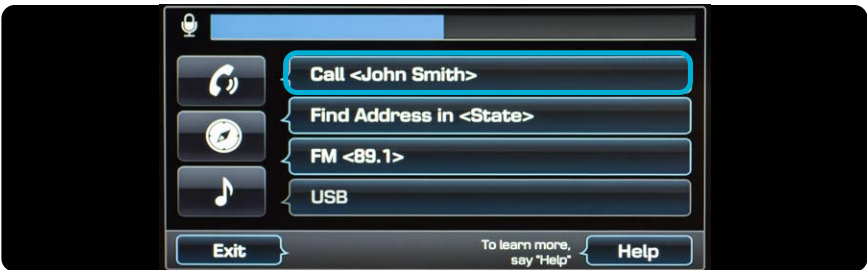 Call <John Smith>
Find Address in <State>
FM <89.1>
USB
Exit
To learn more,
say "Help"
Help